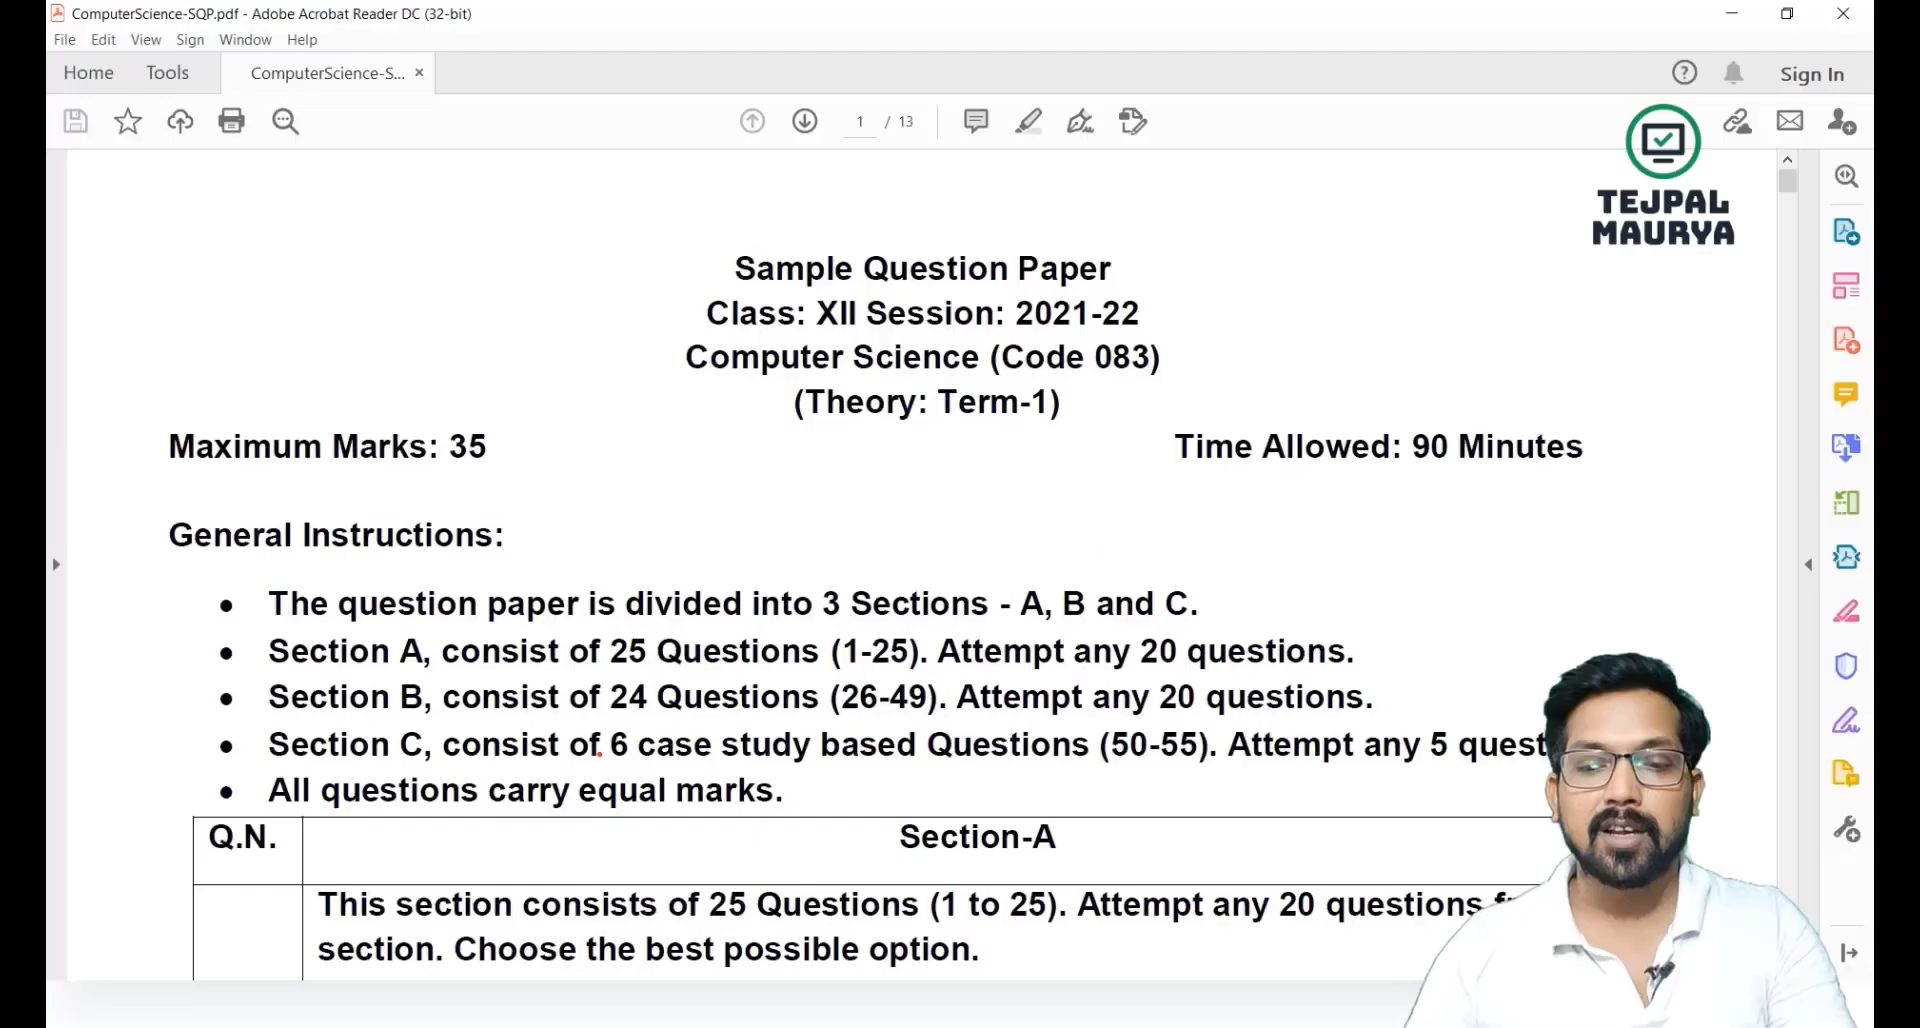 ComputerScience-SQP.pdf - Adobe Acrobat Reader DC (32-bit)
File Edit View Sign Window Help
Home Tools ComputerScience-S... × Sign In
1 / 13
TEJPAL
MAURYA
Sample Question Paper
Class: XII Session: 2021-22
Computer Science (Code 083)
(Theory: Term-1)
Maximum Marks: 35 Time Allowed: 90 Minutes
General Instructions:
• The question paper is divided into 3 Sections - A, B and C.
• Section A, consist of 25 Questions (1-25). Attempt any 20 questions.
• Section B, consist of 24 Questions (26-49). Attempt any 20 questions.
• Section C, consist of 6 case study based Questions (50-55). Attempt any 5
• All questions carry equal marks.
Q.N. Section-A
This section consists of 25 Questions (1 to 25). Attempt any 20 questions
section. Choose the best possible option.